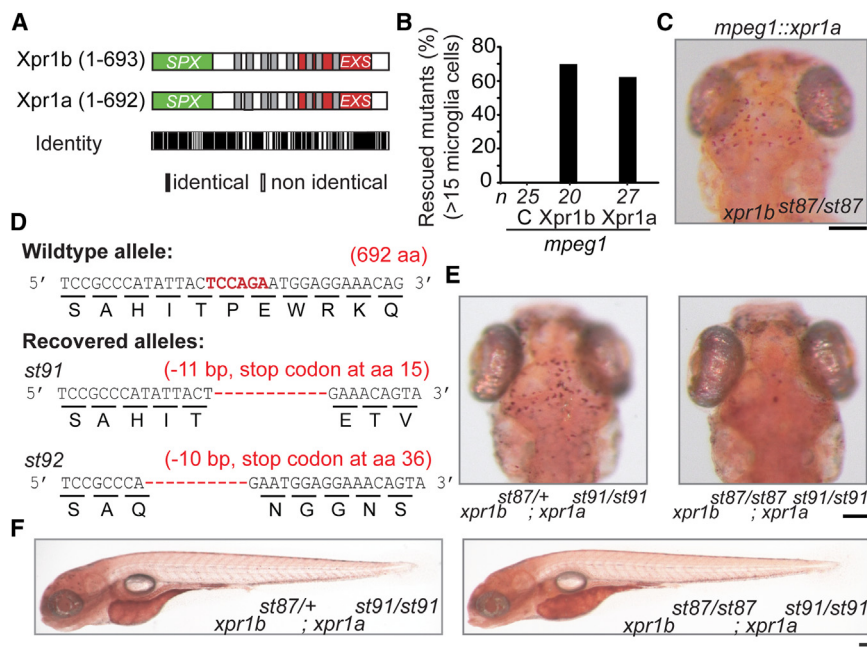 A
Xpr1b (1-693) SPX EXS
Xpr1a (1-692) SPX EXS
Identity
identical non identical
B
Rescued mutants (%)
(>15 microglia cells)
80
60
40
20
0
n 25 20 27
C Xpr1b Xpr1a
mpeg1
C
mpeg1::xpr1a
xpr1b st87/st87
D
Wildtype allele: (692 aa)
5' TCCGCCCATATTACTCCAGAATGGAGGAAACAG 3'
S A H I T P E W R K Q
Recovered alleles:
st91 (-11 bp, stop codon at aa 15)
5' TCCGCCCATATTACT-----------GAAACAGTA 3'
S A H I T E T V
st92 (-10 bp, stop codon at aa 36)
5' TCCGCCCA----------GAATGGAGGAAACAGTA 3'
S A Q N G G N S
E
st87/+ st91/st91
xpr1b ; xpr1a
st87/st87 st91/st91
xpr1b ; xpr1a
F
st87/+ st91/st91
xpr1b ; xpr1a
st87/st87 st91/st91
xpr1b ; xpr1a